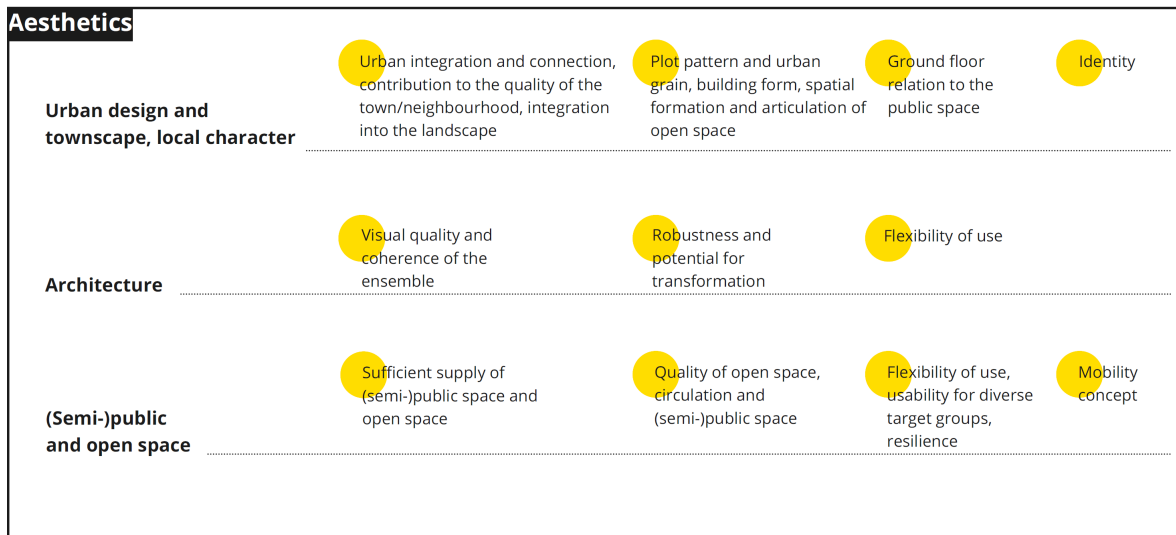 Aesthetics
Urban design and
townscape, local character
Urban integration and connection,
contribution to the quality of the
town/neighbourhood, integration
into the landscape
Plot pattern and urban
grain, building form, spatial
formation and articulation of
open space
Ground floor
relation to the
public space
Identity
Architecture
Visual quality and
coherence of the
ensemble
Robustness and
potential for
transformation
Flexibility of use
(Semi-)public
and open space
Sufficient supply of
(semi-)public space and
open space
Quality of open space,
circulation and
(semi-)public space
Flexibility of use,
usability for diverse
target groups,
resilience
Mobility
concept